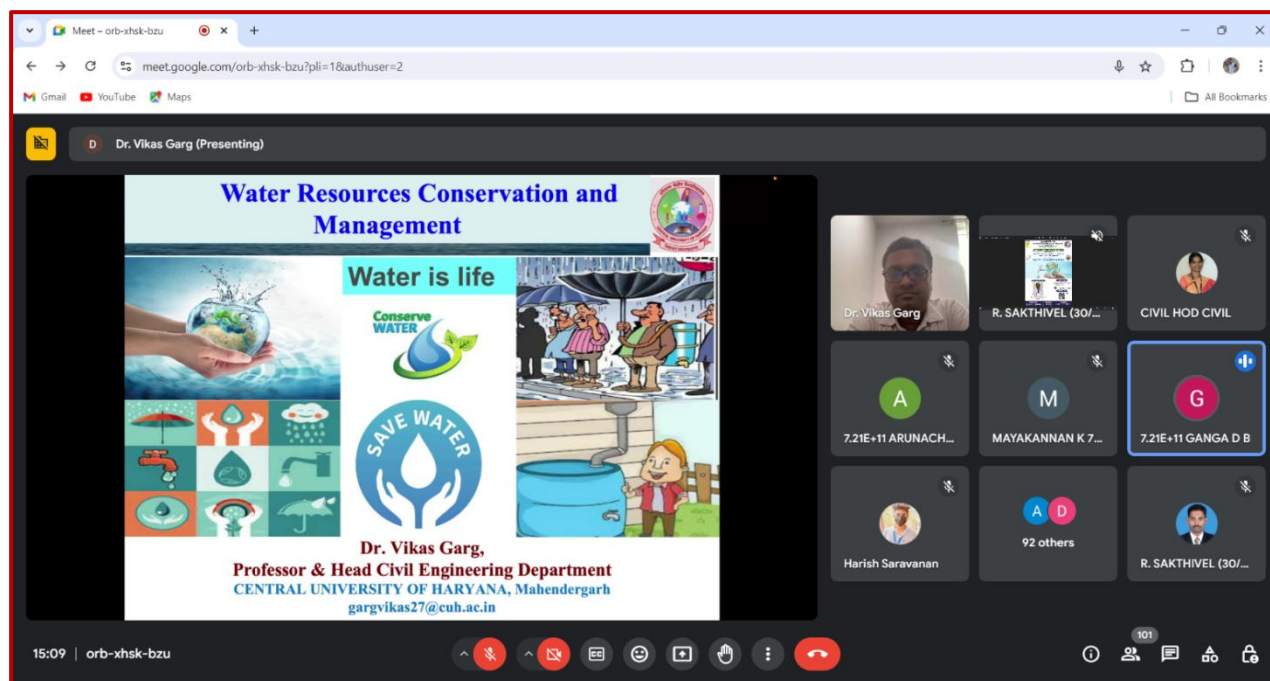 Meet – orb-xhsk-bzu
meet.google.com/orb-xhsk-bzu?pli=1&authuser=2
Gmail YouTube Maps
All Bookmarks
D Dr. Vikas Garg (Presenting)
Water Resources Conservation and
Management
Water is life
Conserve
WATER
SAVE WATER
Dr. Vikas Garg,
Professor & Head Civil Engineering Department
CENTRAL UNIVERSITY OF HARYANA, Mahendergarh
gargvikas27@cuh.ac.in
Dr. Vikas Garg
R. SAKTHIVEL (30/...
CIVIL HOD CIVIL
A
7.21E+11 ARUNACH...
M
MAYAKANNAN K 7...
G
7.21E+11 GANGA D B
Harish Saravanan
A D
92 others
R. SAKTHIVEL (30/...
15:09 | orb-xhsk-bzu
CC
101